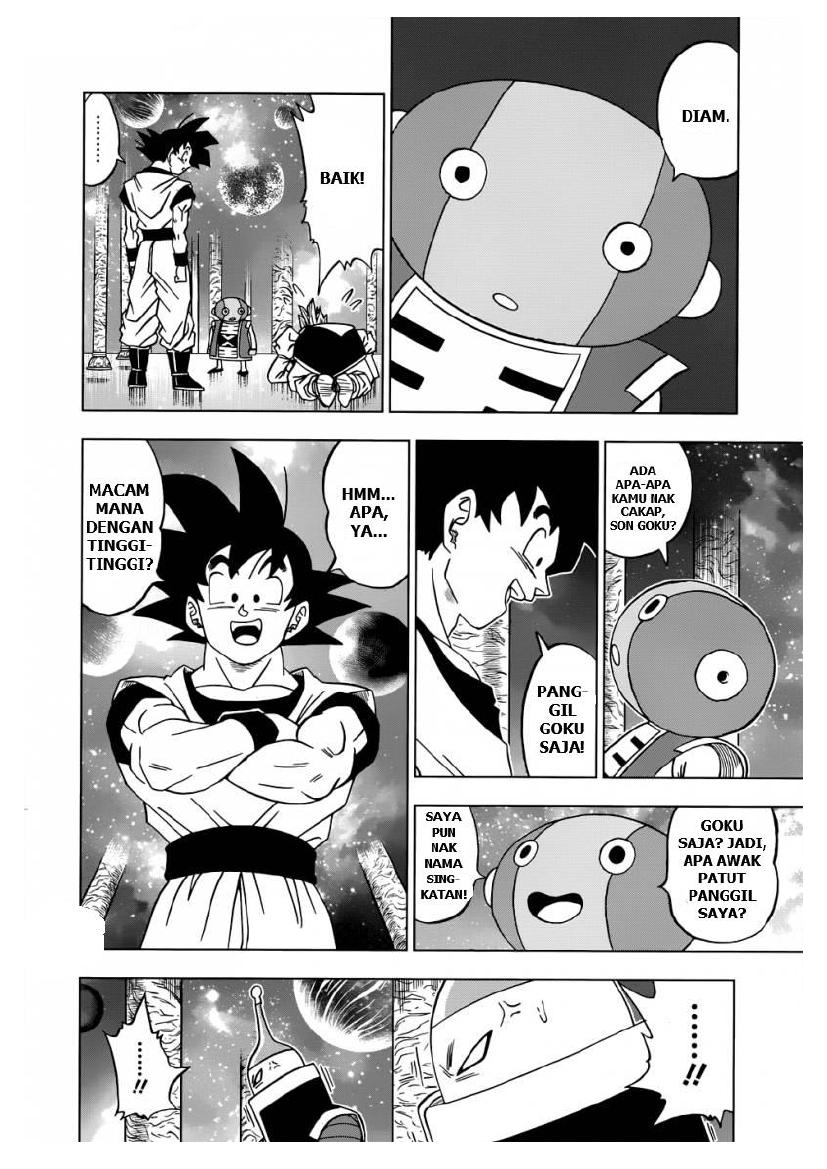 DIAM.
BAIK!
........
ADA
APA-APA
KAMU NAK
CAKAP,
SON GOKU?
PANG-
GIL
GOKU
SAJA!
HMM...
APA,
YA...
MACAM
MANA
DENGAN
TINGGI-
TINGGI?
GOKU
SAJA? JADI,
APA AWAK
PATUT
PANGGIL
SAYA?
SAYA
PUN
NAK
NAMA
SING-
KATAN!
......!!
......!!